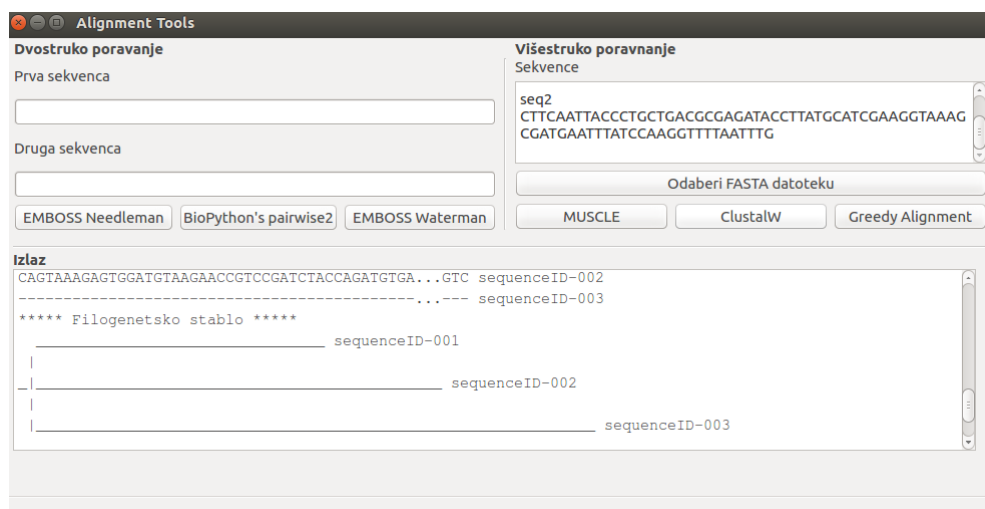 Alignment Tools
Dvostruko poravanje
Prva sekvenca
Druga sekvenca
EMBOSS Needleman
BioPython's pairwise2
EMBOSS Waterman
Višestruko poravnanje
Sekvence
seq2
CTTCAATTACCCTGCTGACGCGAGATACCTTATGCATCGAAGGTAAAG
CGATGAATTTATCCAAGGTTTTAATTTG
Odaberi FASTA datoteku
MUSCLE
ClustalW
Greedy Alignment
Izlaz
CAGTAAAGAGTGGATGTAAGAACCGTCCGATCTACCAGATGTGA...GTC sequenceID-002
--------------------------------------------...--- sequenceID-003
***** Filogenetsko stablo *****
sequenceID-001
sequenceID-002
sequenceID-003